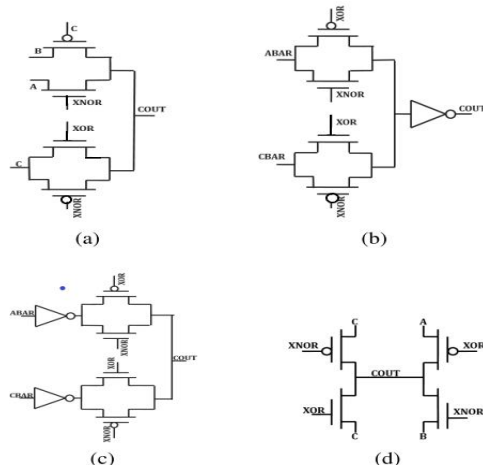 C
B
A
XNOR
COUT
XOR
C
XNOR
(a)
XOR
ABAR
XNOR
XOR
COUT
CBAR
XNOR
(b)
XOR
ABAR
XNOR
XOR
COUT
CBAR
XNOR
(c)
C A
XNOR XOR
COUT
XOR XNOR
C B
(d)